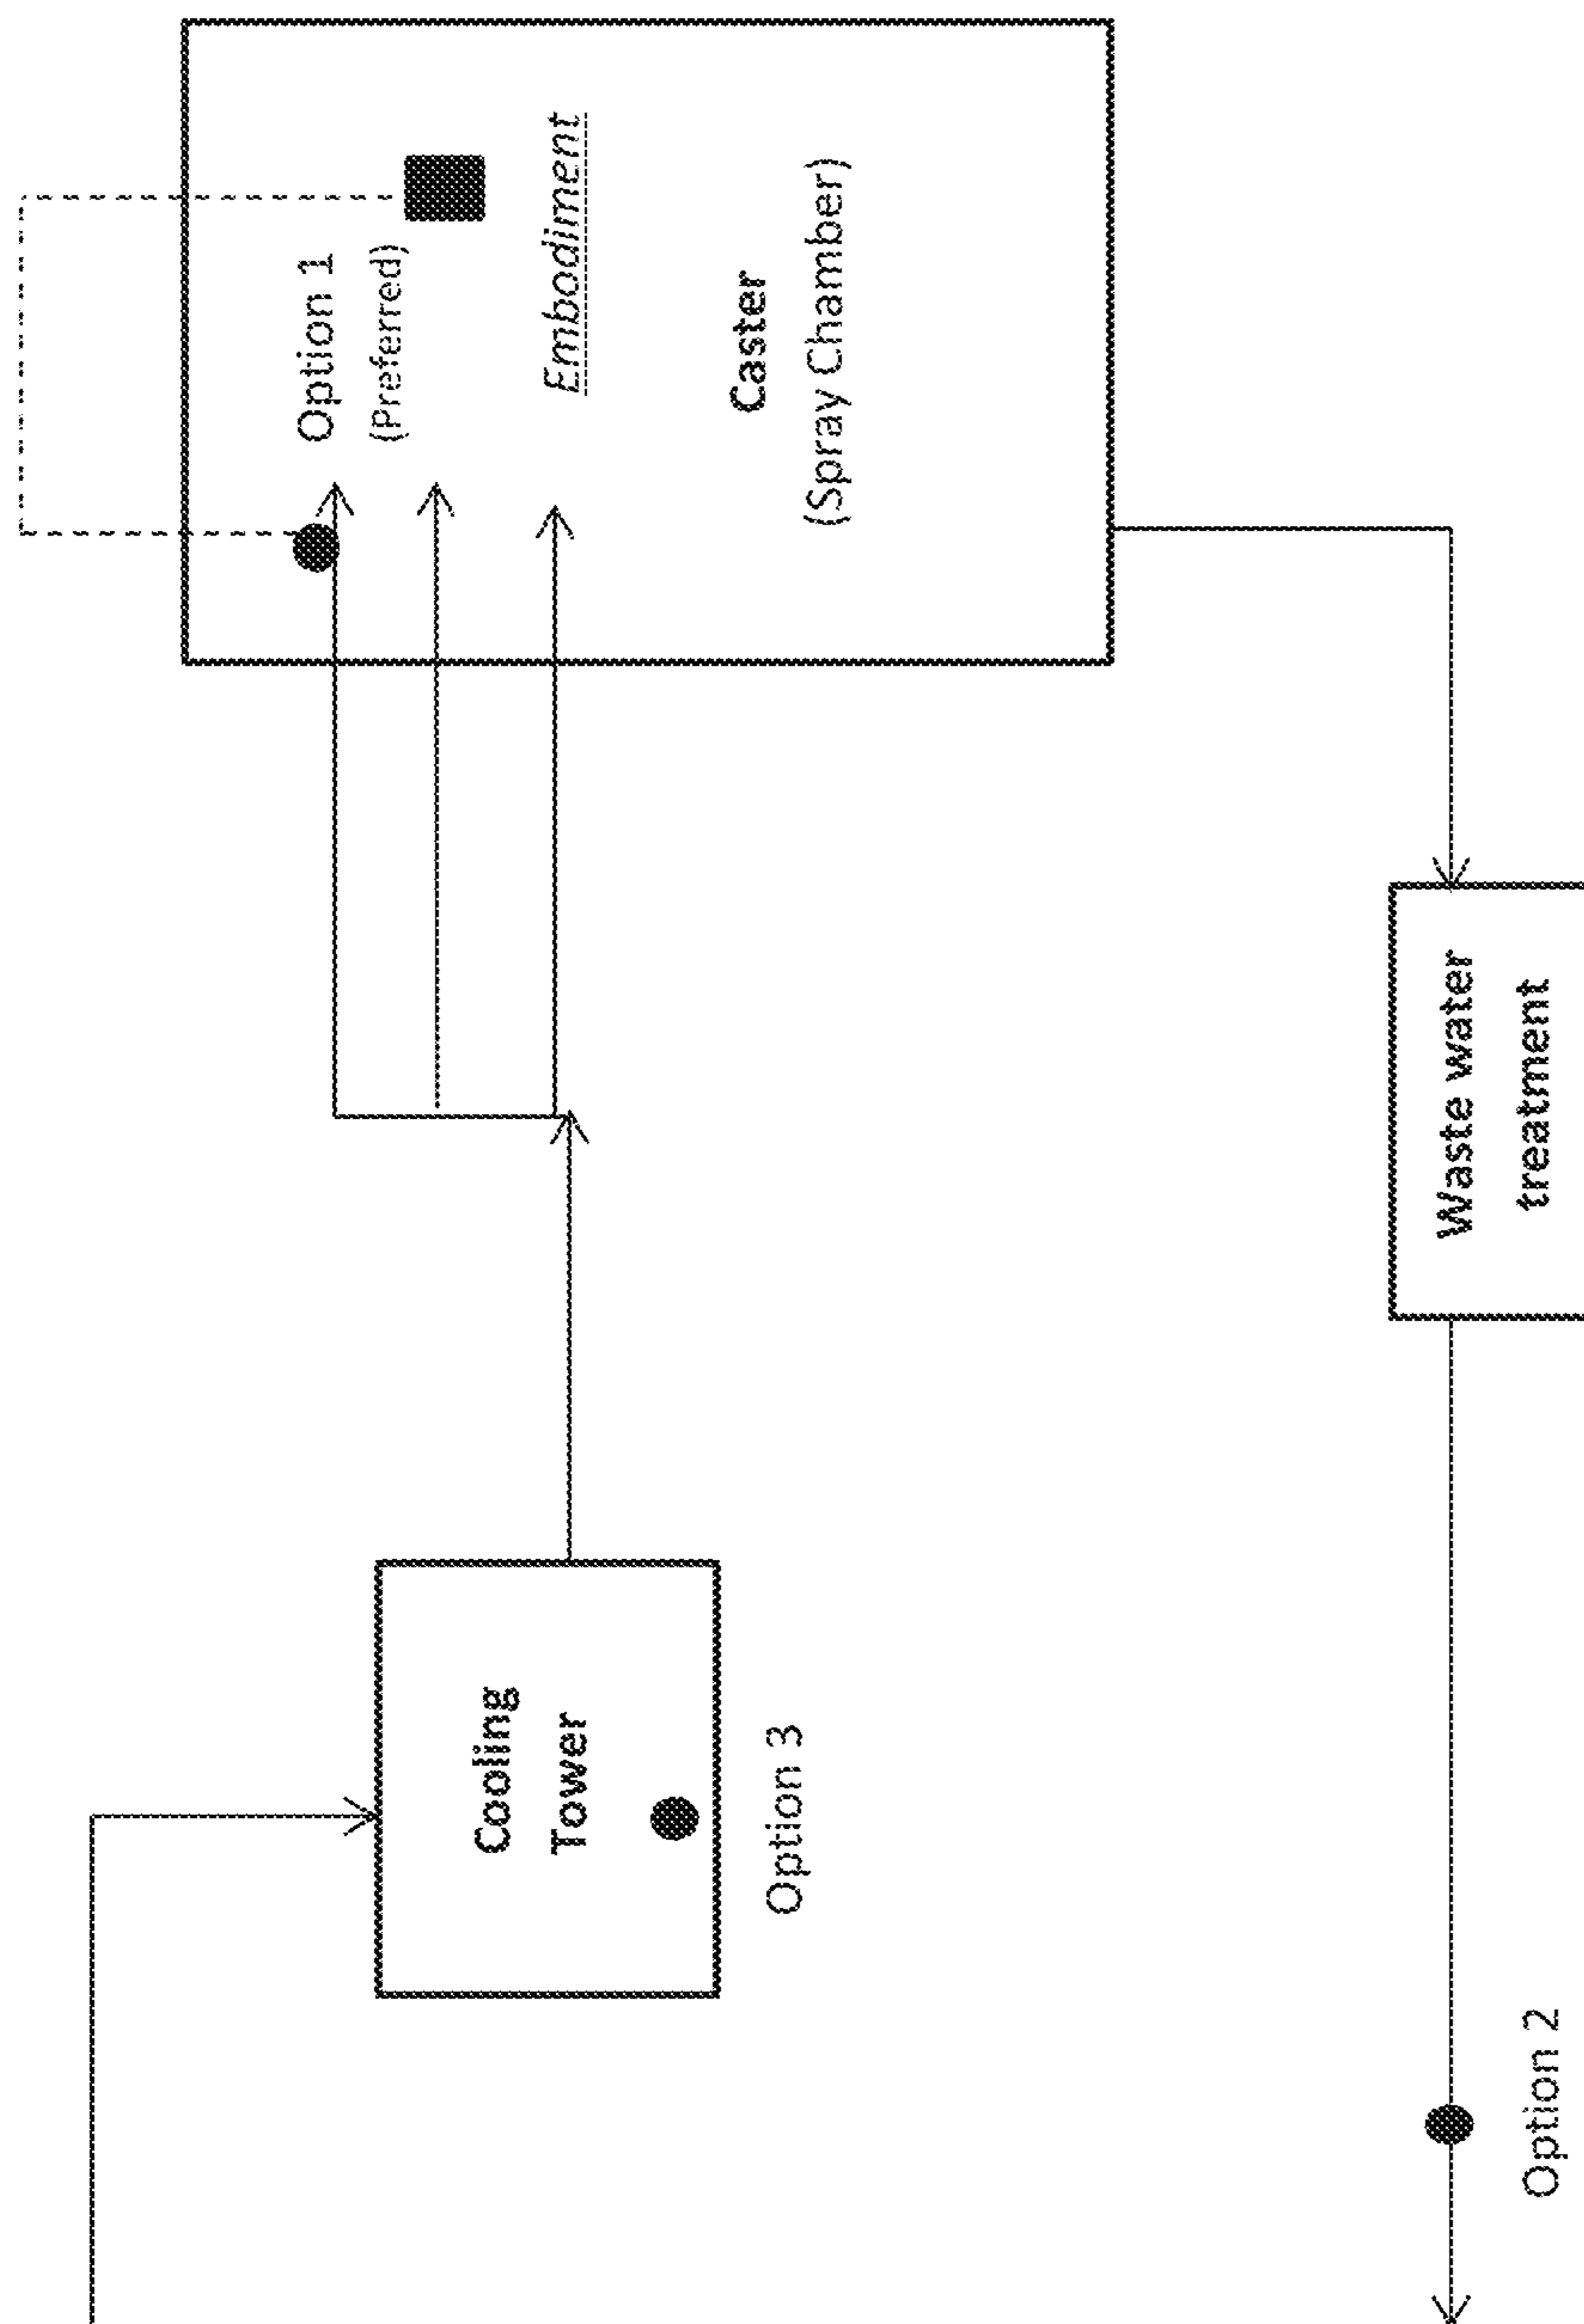 Option 1
(Preferred)
Embodiment
Caster
(Spray Chamber)
Cooling
Tower
Option 3
Waste water
treatment
Option 2